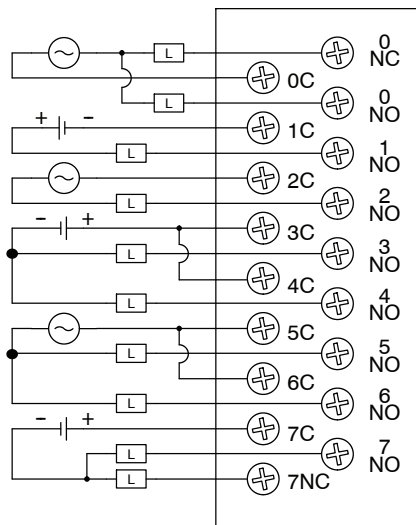 L 0
NC
0C
L 0
NO
+ - 1C
L 1
NO
2C
L 2
NO
- + 3C
L 3
NO
4C
L 4
NO
5C
L 5
NO
6C
L 6
NO
- + 7C
L 7
NO
L 7NC